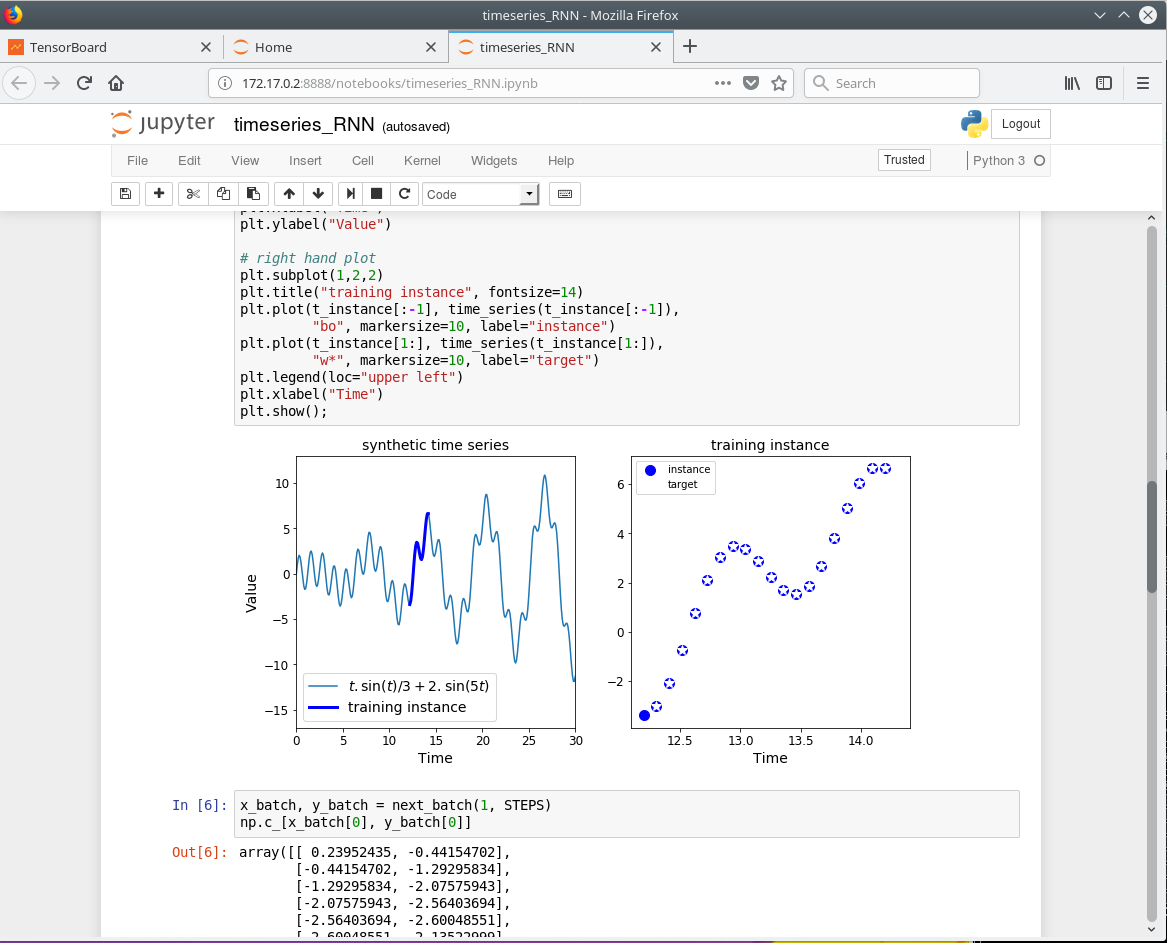 timeseries_RNN - Mozilla Firefox
TensorBoard
Home
timeseries_RNN
172.17.0.2:8888/notebooks/timeseries_RNN.ipynb
Search
jupyter
timeseries_RNN (autosaved)
Logout
File Edit View Insert Cell Kernel Widgets Help
Trusted
Python 3
Code
plt.ylabel("Value")
# right hand plot
plt.subplot(1,2,2)
plt.title("training instance", fontsize=14)
plt.plot(t_instance[:-1], time_series(t_instance[:-1]),
"bo", markersize=10, label="instance")
plt.plot(t_instance[1:], time_series(t_instance[1:]),
"w*", markersize=10, label="target")
plt.legend(loc="upper left")
plt.xlabel("Time")
plt.show();
synthetic time series
10
5
0
−5
−10
−15
Value
t.sin(t)/3 + 2.sin(5t)
training instance
0 5 10 15 20 25 30
Time
training instance
instance
target
6
4
2
0
−2
12.5 13.0 13.5 14.0
Time
In [6]:
x_batch, y_batch = next_batch(1, STEPS)
np.c_[x_batch[0], y_batch[0]]
Out[6]:
array([[ 0.23952435, -0.44154702],
[-0.44154702, -1.29295834],
[-1.29295834, -2.07575943],
[-2.07575943, -2.56403694],
[-2.56403694, -2.60048551],
[-2.60048551, -2.13522999]